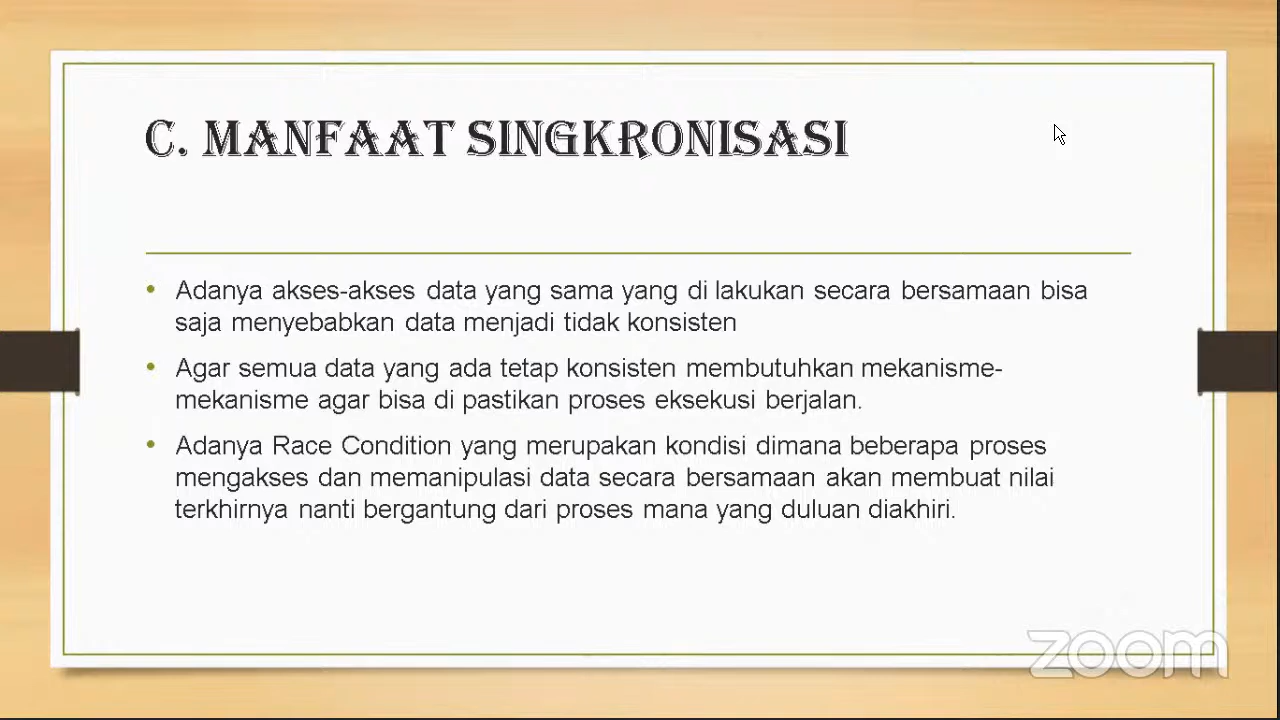 C. MANFAAT SINGKRONISASI
• Adanya akses-akses data yang sama yang di lakukan secara bersamaan bisa
saja menyebabkan data menjadi tidak konsisten
• Agar semua data yang ada tetap konsisten membutuhkan mekanisme-
mekanisme agar bisa di pastikan proses eksekusi berjalan.
• Adanya Race Condition yang merupakan kondisi dimana beberapa proses
mengakses dan memanipulasi data secara bersamaan akan membuat nilai
terkhirnya nanti bergantung dari proses mana yang duluan diakhiri.
zoom